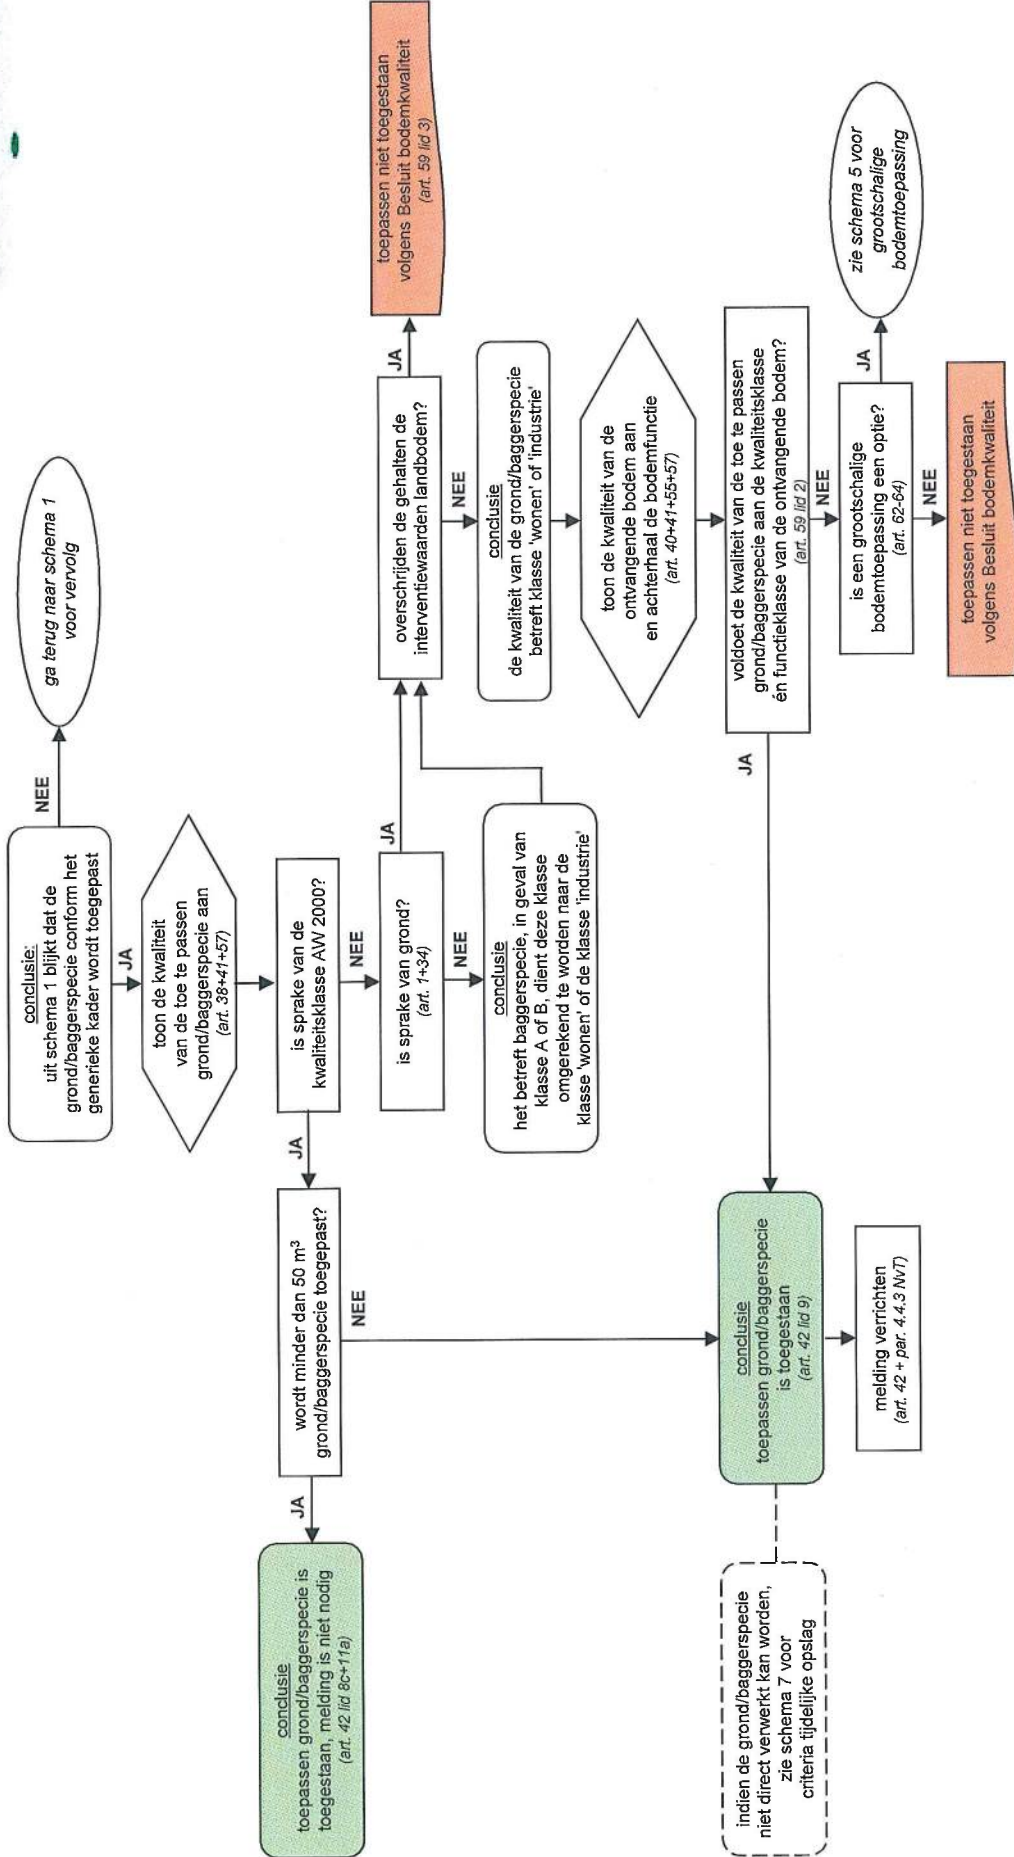 conclusie:
uit schema 1 blijkt dat de
grond/baggerspecie conform het
generieke kader wordt toegepast
NEE
ga terug naar schema 1
voor vervolg
JA
toon de kwaliteit
van de toe te passen
grond/baggerspecie aan
(art. 38+41+57)
is sprake van de
kwaliteitsklasse AW 2000?
JA
wordt minder dan 50 m³
grond/baggerspecie toegepast?
JA
conclusie
toepassen grond/baggerspecie is
toegestaan, melding is niet nodig
(art. 42 lid 8c+11a)
NEE
NEE
is sprake van grond?
(art. 1+34)
JA
NEE
conclusie
het betreft baggerspecie, in geval van
klasse A of B, dient deze klasse
omgerekend te worden naar de
klasse 'wonen' of de klasse 'industrie'
overschrijden de gehalten de
interventiewaarden landbodem?
JA
toepassen niet toegestaan
volgens Besluit bodemkwaliteit
(art. 59 lid 3)
NEE
conclusie
de kwaliteit van de grond/baggerspecie
betreft klasse 'wonen' of 'industrie'
toon de kwaliteit van de
ontvangende bodem aan
en achterhaal de bodemfunctie
(art. 40+41+55+57)
voldoet de kwaliteit van de toe te passen
grond/baggerspecie aan de kwaliteitsklasse
én functieklasse van de ontvangende bodem?
(art. 59 lid 2)
JA
NEE
is een grootschalige
bodemtoepassing een optie?
(art. 62-64)
JA
zie schema 5 voor
grootschalige
bodemtoepassing
NEE
toepassen niet toegestaan
volgens Besluit bodemkwaliteit
conclusie
toepassen grond/baggerspecie
is toegestaan
(art. 42 lid 9)
melding verrichten
(art. 42 + par. 4.4.3 NvT)
indien de grond/baggerspecie
niet direct verwerkt kan worden,
zie schema 7 voor
criteria tijdelijke opslag